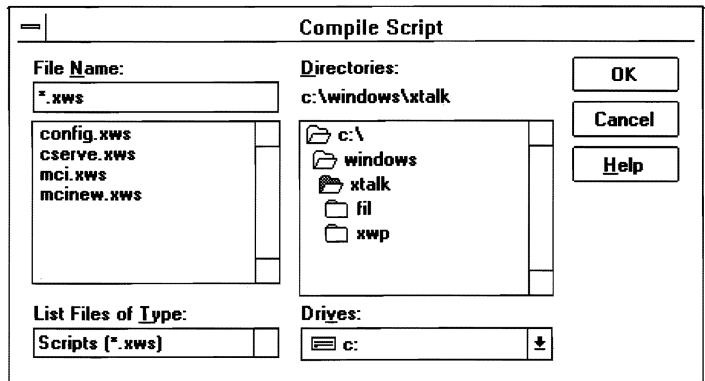 Compile Script
File Name:
*.xws
config.xws
cserve.xws
mci.xws
mcinew.xws
List Files of Type:
Scripts (*.xws)
Directories:
c:\windows\xtalk
c:\
windows
xtalk
fil
xwp
Drives:
c:
OK
Cancel
Help